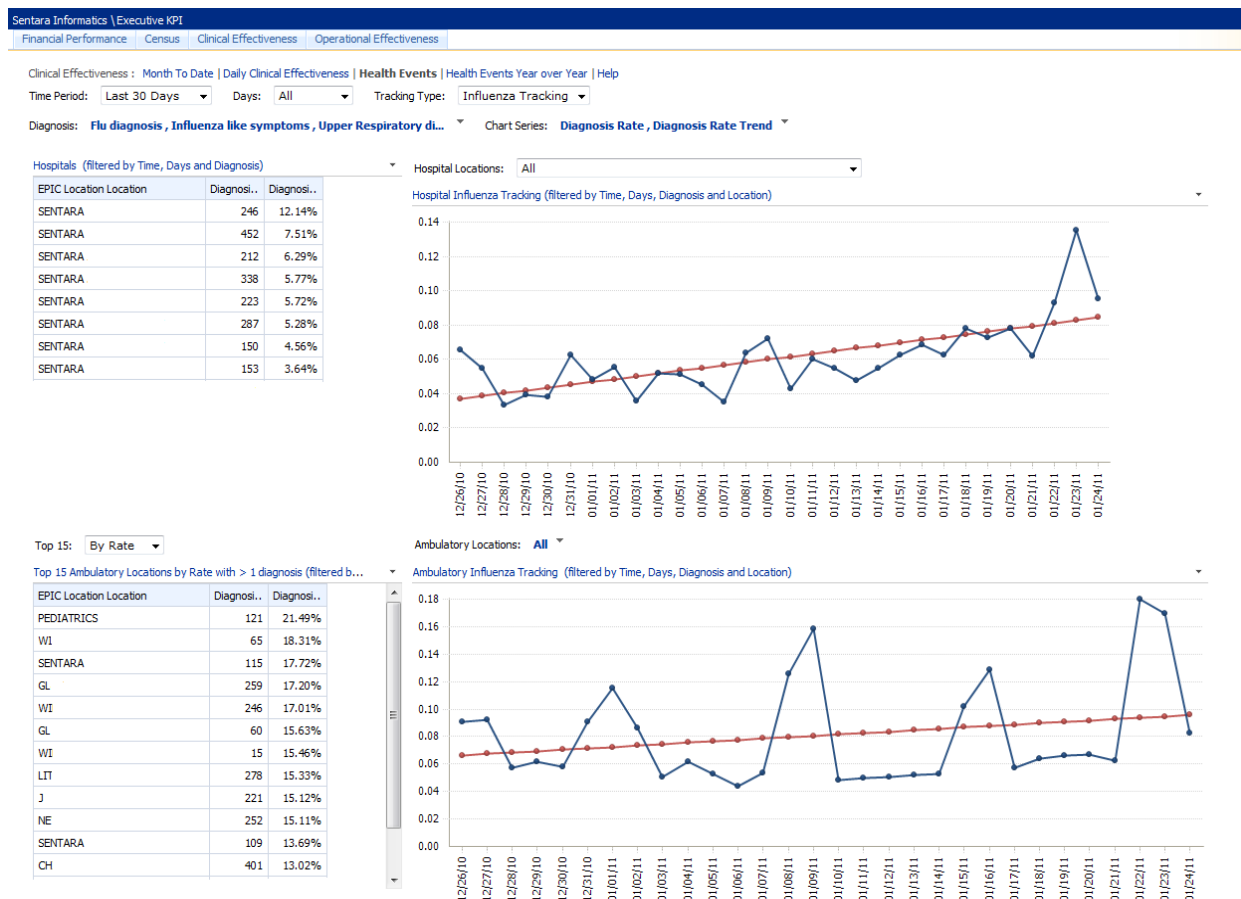 Sentara Informatics \ Executive KPI
Financial Performance Census Clinical Effectiveness Operational Effectiveness
Clinical Effectiveness : Month To Date | Daily Clinical Effectiveness | Health Events | Health Events Year over Year | Help
Time Period: Last 30 Days Days: All Tracking Type: Influenza Tracking
Diagnosis: Flu diagnosis , Influenza like symptoms , Upper Respiratory di... Chart Series: Diagnosis Rate , Diagnosis Rate Trend
Hospitals (filtered by Time, Days and Diagnosis)
EPIC Location Location Diagnosi.. Diagnosi..
SENTARA 246 12.14%
SENTARA 452 7.51%
SENTARA 212 6.29%
SENTARA 338 5.77%
SENTARA 223 5.72%
SENTARA 287 5.28%
SENTARA 150 4.56%
SENTARA 153 3.64%
Hospital Locations: All
Hospital Influenza Tracking (filtered by Time, Days, Diagnosis and Location)
0.14
0.12
0.10
0.08
0.06
0.04
0.02
0.00
12/26/10 12/27/10 12/28/10 12/29/10 12/30/10 12/31/10 01/01/11 01/02/11 01/03/11 01/04/11 01/05/11 01/06/11 01/07/11 01/08/11 01/09/11 01/10/11 01/11/11 01/12/11 01/13/11 01/14/11 01/15/11 01/16/11 01/17/11 01/18/11 01/19/11 01/20/11 01/21/11 01/22/11 01/23/11 01/24/11
Top 15: By Rate
Top 15 Ambulatory Locations by Rate with > 1 diagnosis (filtered b...
EPIC Location Location Diagnosi.. Diagnosi..
PEDIATRICS 121 21.49%
WI 65 18.31%
SENTARA 115 17.72%
GL 259 17.20%
WI 246 17.01%
GL 60 15.63%
WI 15 15.46%
LIT 278 15.33%
J 221 15.12%
NE 252 15.11%
SENTARA 109 13.69%
CH 401 13.02%
Ambulatory Locations: All
Ambulatory Influenza Tracking (filtered by Time, Days, Diagnosis and Location)
0.18
0.16
0.14
0.12
0.10
0.08
0.06
0.04
0.02
0.00
12/26/10 12/27/10 12/28/10 12/29/10 12/30/10 12/31/10 01/01/11 01/02/11 01/03/11 01/04/11 01/05/11 01/06/11 01/07/11 01/08/11 01/09/11 01/10/11 01/11/11 01/12/11 01/13/11 01/14/11 01/15/11 01/16/11 01/17/11 01/18/11 01/19/11 01/20/11 01/21/11 01/22/11 01/23/11 01/24/11